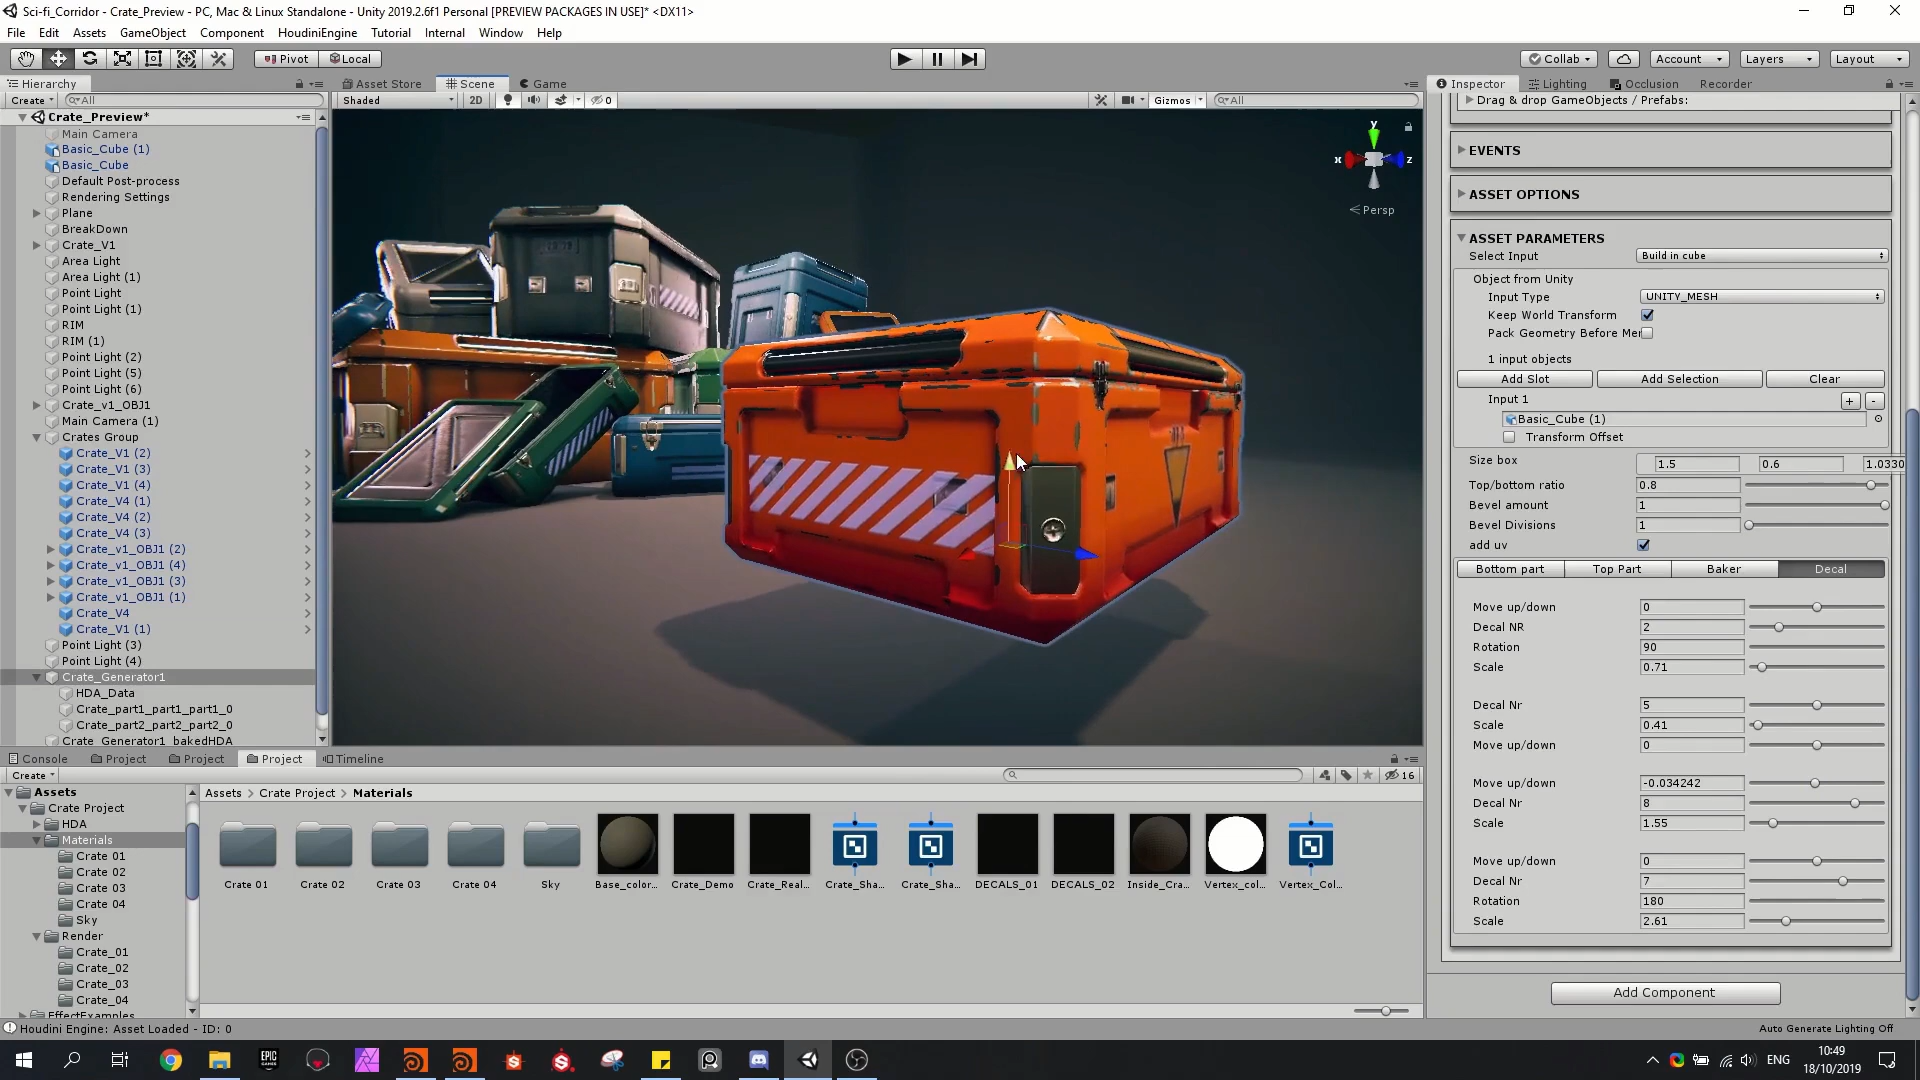 Sci-fi_Corridor - Crate_Preview - PC, Mac & Linux Standalone - Unity 2019.2.6f1 Personal [PREVIEW PACKAGES IN USE]* <DX11>
File Edit Assets GameObject Component HoudiniEngine Tutorial Internal Window Help
Pivot Local Collab Account Layers Layout
Hierarchy Asset Store Scene Game Inspector Lighting Occlusion Recorder
Create All Shaded 2D 0 Gizmos All
Drag & drop GameObjects / Prefabs:
Crate_Preview*
Main Camera
Basic_Cube (1)
Basic_Cube
Default Post-process
Rendering Settings
Plane
BreakDown
Crate_V1
Area Light
Area Light (1)
Point Light
Point Light (1)
RIM
RIM (1)
Point Light (2)
Point Light (5)
Point Light (6)
Crate_v1_OBJ1
Main Camera (1)
Crates Group
Crate_V1 (2)
Crate_V1 (3)
Crate_V1 (4)
Crate_V4 (1)
Crate_V4 (2)
Crate_V4 (3)
Crate_v1_OBJ1 (2)
Crate_v1_OBJ1 (4)
Crate_v1_OBJ1 (3)
Crate_v1_OBJ1 (1)
Crate_V4
Crate_V1 (1)
Point Light (3)
Point Light (4)
Crate_Generator1
HDA_Data
Crate_part1_part1_part1_0
Crate_part2_part2_part2_0
Crate_Generator1_bakedHDA
y
x z
Persp
EVENTS
ASSET OPTIONS
ASSET PARAMETERS
Select Input Build in cube
Object from Unity
Input Type UNITY_MESH
Keep World Transform
Pack Geometry Before Mer
1 input objects
Add Slot Add Selection Clear
Input 1 + -
Basic_Cube (1)
Transform Offset
Size box 1.5 0.6 1.0330
Top/bottom ratio 0.8
Bevel amount 1
Bevel Divisions 1
add uv
Bottom part Top Part Baker Decal
Move up/down 0
Decal NR 2
Rotation 90
Scale 0.71
Decal Nr 5
Scale 0.41
Move up/down 0
Move up/down -0.034242
Decal Nr 8
Scale 1.55
Move up/down 0
Decal Nr 7
Rotation 180
Scale 2.61
Add Component
Console Project Project Project Timeline
Create 16
Assets
Crate Project
HDA
Materials
Crate 01
Crate 02
Crate 03
Crate 04
Sky
Render
Crate_01
Crate_02
Crate_03
Crate_04
EffectExamples
Assets Crate Project Materials
Crate 01 Crate 02 Crate 03 Crate 04 Sky Base_color... Crate_Demo Crate_Real... Crate_Sha... Crate_Sha... DECALS_01 DECALS_02 Inside_Cra... Vertex_col... Vertex_Col...
Houdini Engine: Asset Loaded - ID: 0
Auto Generate Lighting Off
EPIC GAMES
ENG
10:49
18/10/2019